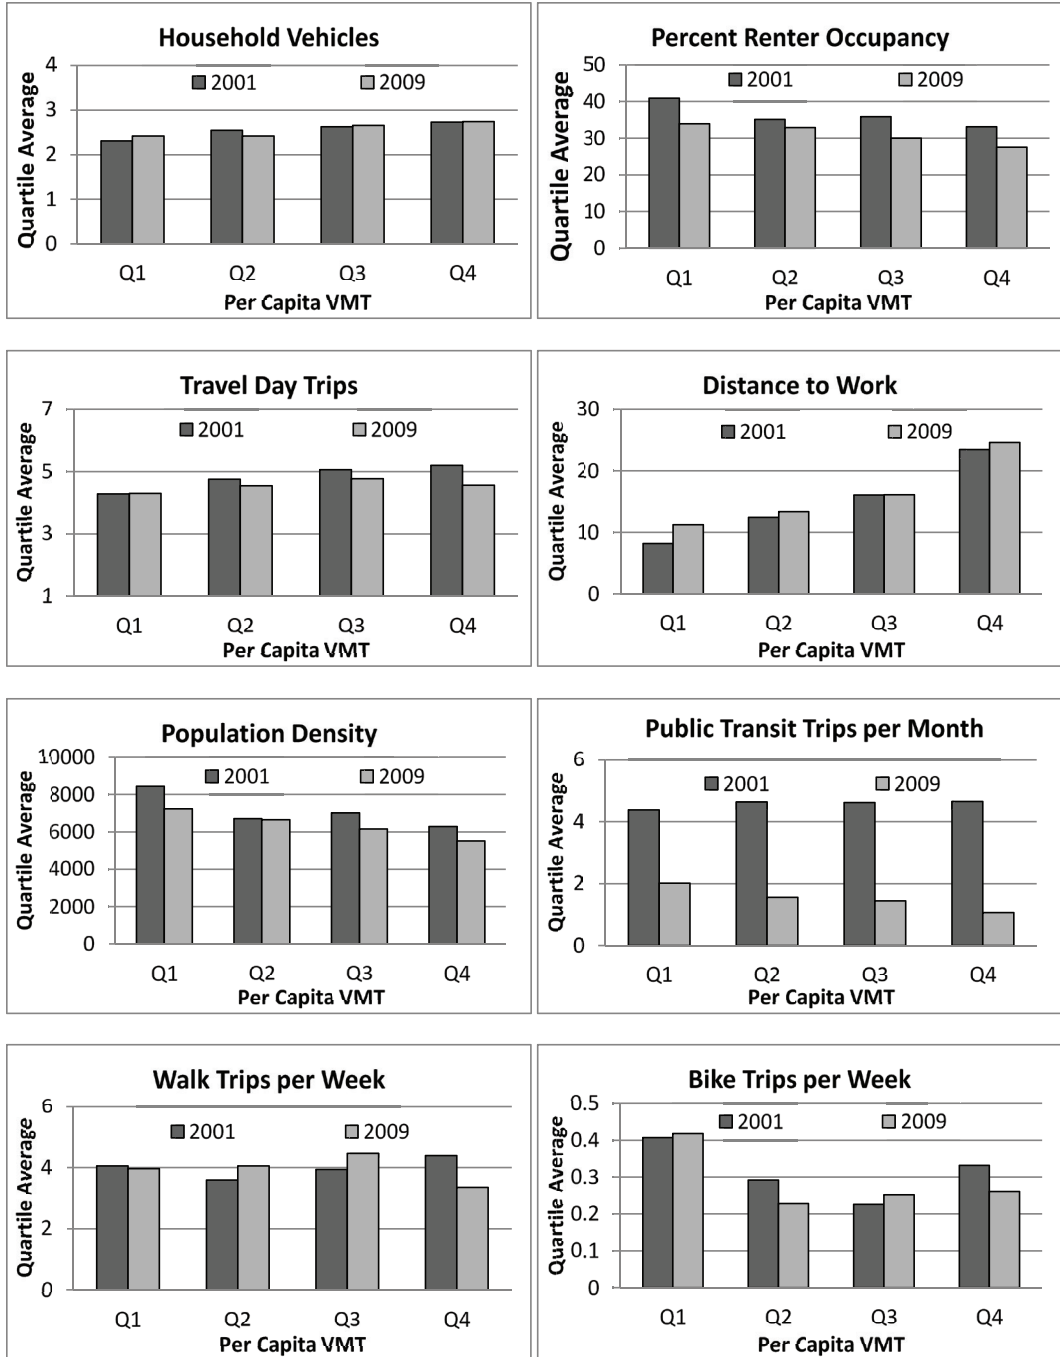 Household Vehicles
Quartile Average
4
3
2
1
0
2001
2009
Q1 Q2 Q3 Q4
Per Capita VMT
Percent Renter Occupancy
Quartile Average
50
40
30
20
10
0
2001
2009
Q1 Q2 Q3 Q4
Per Capita VMT
Travel Day Trips
Quartile Average
7
5
3
1
2001
2009
Q1 Q2 Q3 Q4
Per Capita VMT
Distance to Work
Quartile Average
30
20
10
0
2001
2009
Q1 Q2 Q3 Q4
Per Capita VMT
Population Density
Quartile Average
10000
8000
6000
4000
2000
0
2001
2009
Q1 Q2 Q3 Q4
Per Capita VMT
Public Transit Trips per Month
Quartile Average
6
4
2
0
2001
2009
Q1 Q2 Q3 Q4
Per Capita VMT
Walk Trips per Week
Quartile Average
6
4
2
0
2001
2009
Q1 Q2 Q3 Q4
Per Capita VMT
Bike Trips per Week
Quartile Average
0.5
0.4
0.3
0.2
0.1
0
2001
2009
Q1 Q2 Q3 Q4
Per Capita VMT